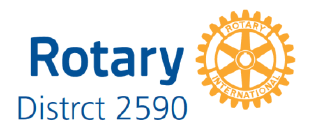 Rotary
Distrct 2590
ROTARY
INTERNATIONAL